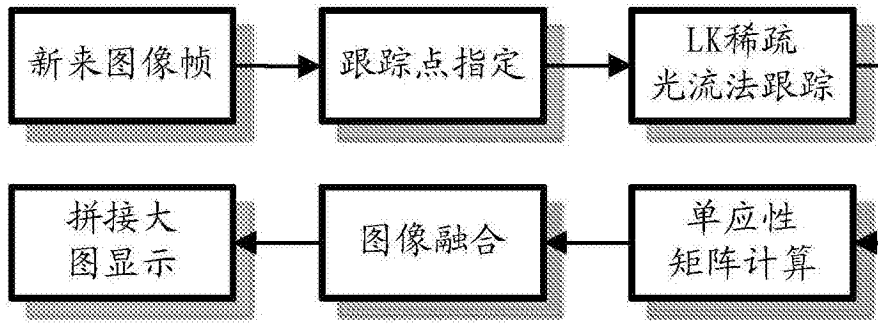 新来图像帧
跟踪点指定
LK稀疏
光流法跟踪
单应性
矩阵计算
图像融合
拼接大
图显示